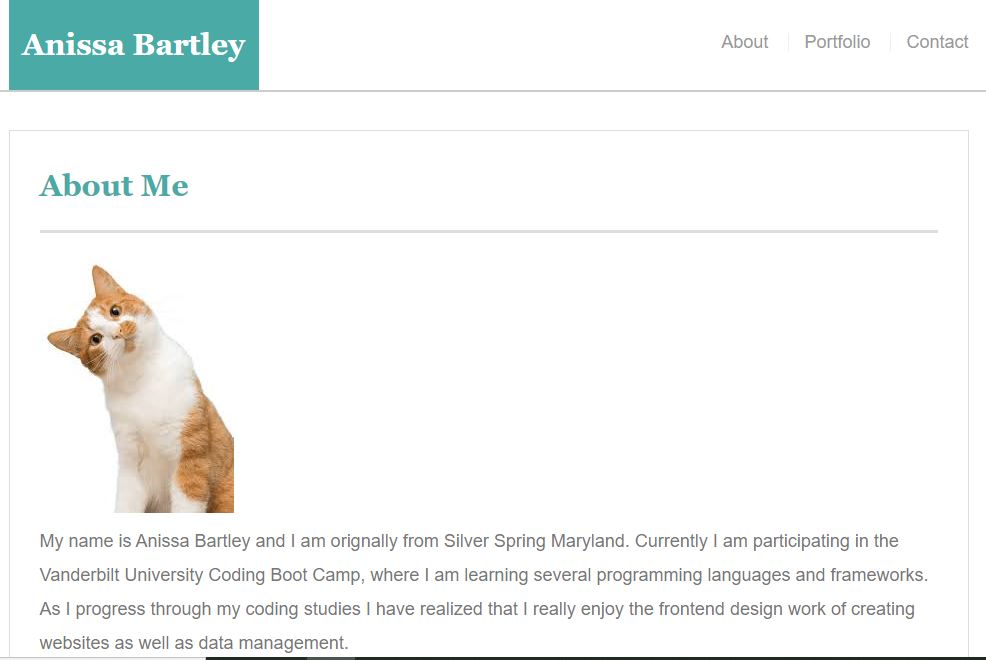 Anissa Bartley
About
Portfolio
Contact
About Me
My name is Anissa Bartley and I am orignally from Silver Spring Maryland. Currently I am participating in the
Vanderbilt University Coding Boot Camp, where I am learning several programming languages and frameworks.
As I progress through my coding studies I have realized that I really enjoy the frontend design work of creating
websites as well as data management.